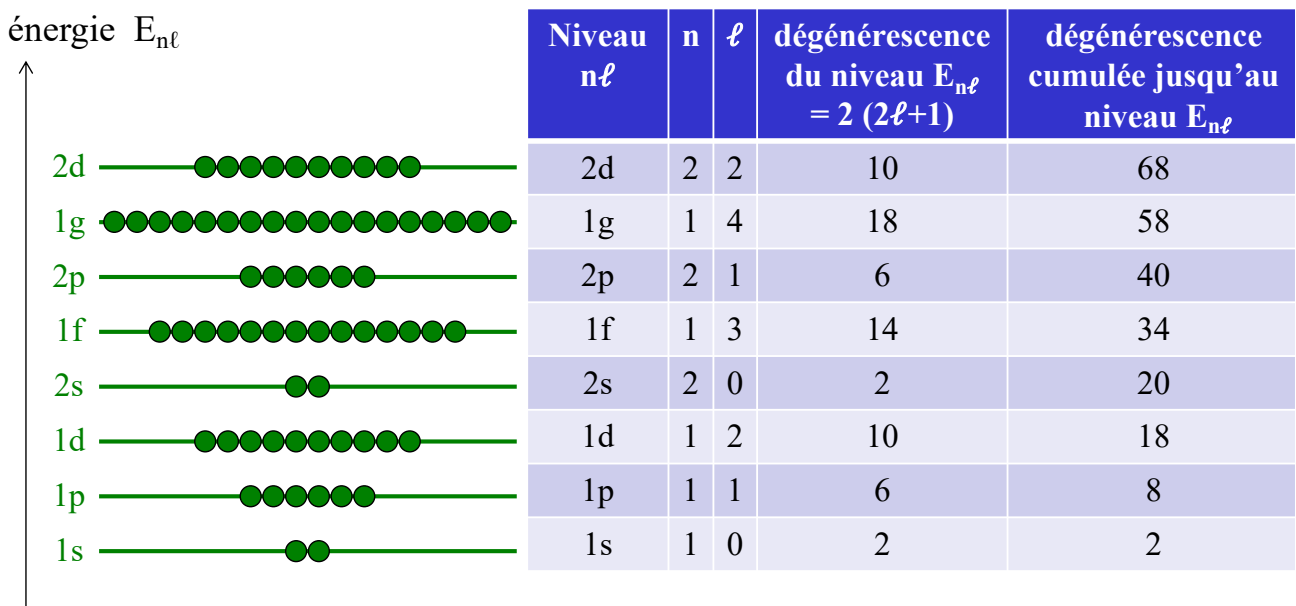 énergie Enℓ
Niveau nℓ n ℓ dégénérescence du niveau Enℓ = 2 (2ℓ+1) dégénérescence cumulée jusqu’au niveau Enℓ
2d 2d 2 2 10 68
1g 1g 1 4 18 58
2p 2p 2 1 6 40
1f 1f 1 3 14 34
2s 2s 2 0 2 20
1d 1d 1 2 10 18
1p 1p 1 1 6 8
1s 1s 1 0 2 2